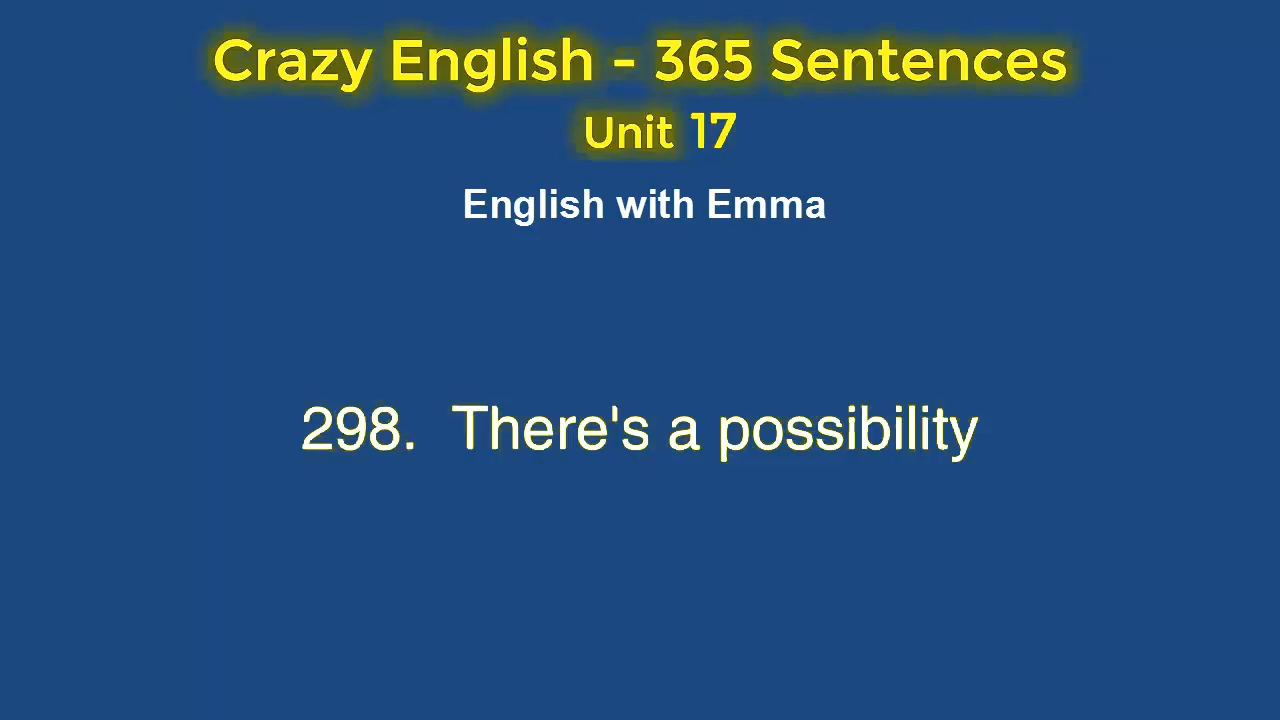 Crazy English - 365 Sentences
Unit 17
English with Emma
298. There's a possibility